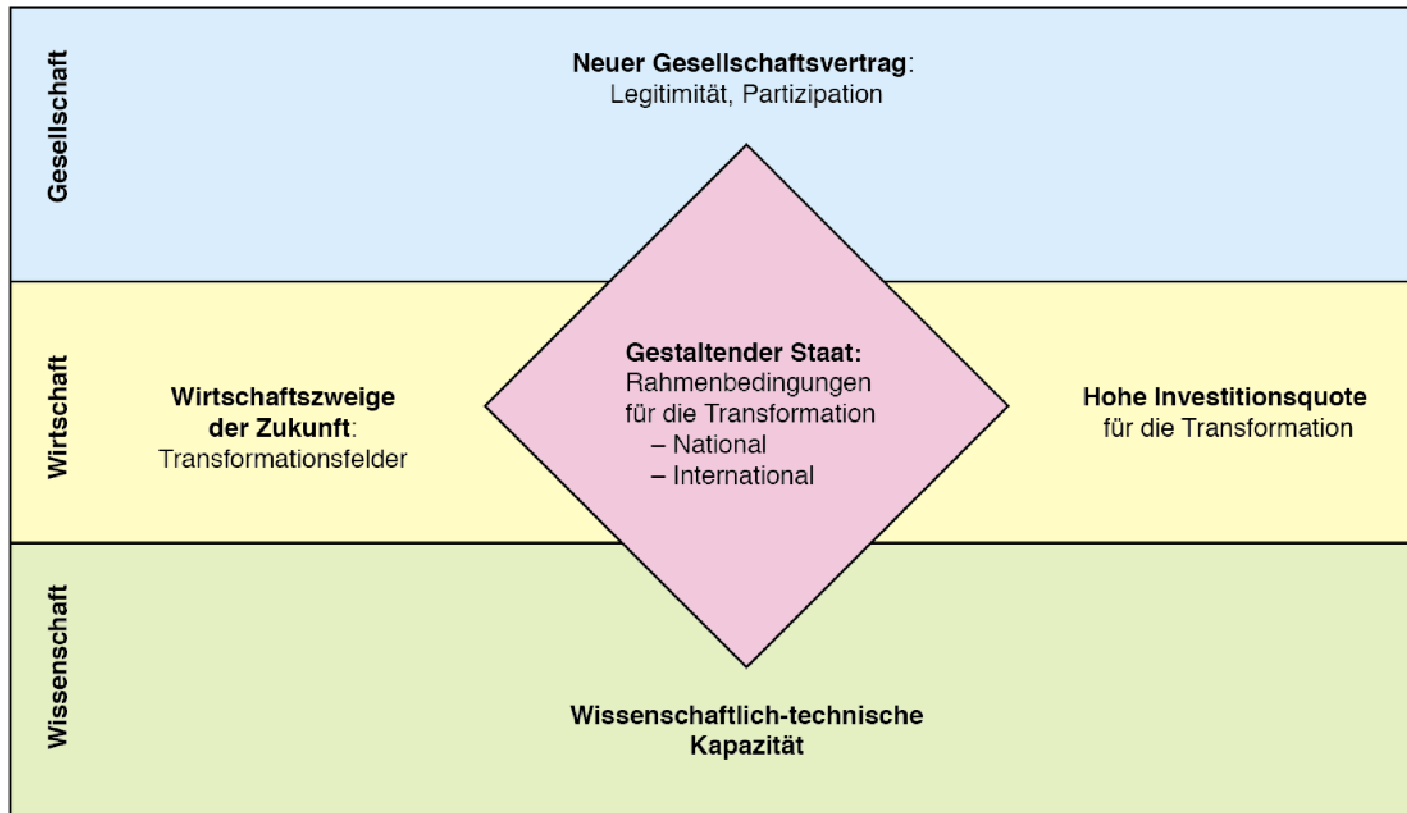 Gesellschaft
Neuer Gesellschaftsvertrag:
Legitimität, Partizipation
Wirtschaft
Wirtschaftszweige
der Zukunft:
Transformationsfelder
Gestaltender Staat:
Rahmenbedingungen
für die Transformation
– National
– International
Hohe Investitionsquote
für die Transformation
Wissenschaft
Wissenschaftlich-technische
Kapazität